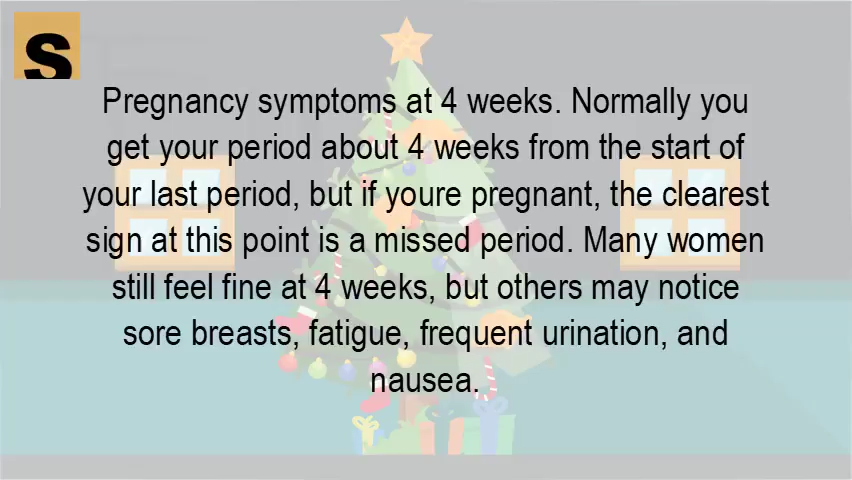 S
Pregnancy symptoms at 4 weeks. Normally you
get your period about 4 weeks from the start of
your last period, but if youre pregnant, the clearest
sign at this point is a missed period. Many women
still feel fine at 4 weeks, but others may notice
sore breasts, fatigue, frequent urination, and
nausea.